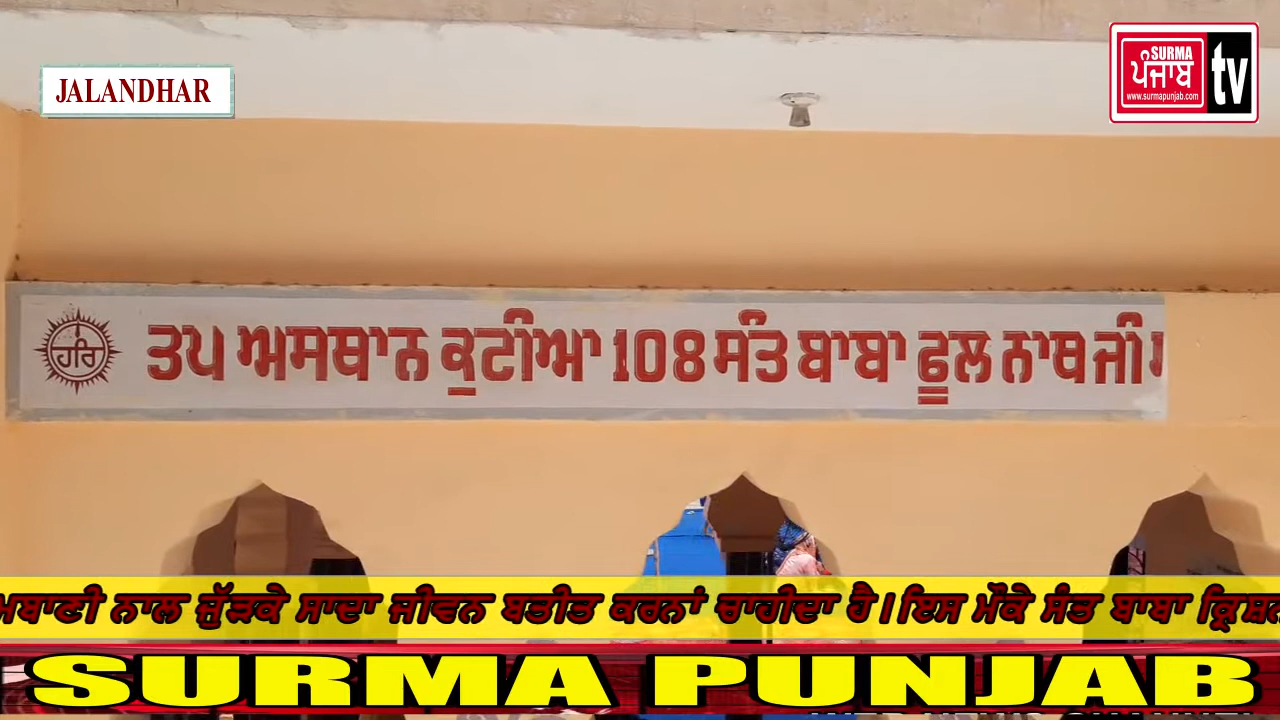 JALANDHAR
SURMA
ਪੰਜਾਬ
www.surmapunjab.com
tv
ਹਰਿ
ਤਪ ਅਸਥਾਨ ਕੁਟੀਆ 108 ਸੰਤ ਬਾਬਾ ਫੂਲ ਨਾਥ ਜੀ
ਨਾਲ ਜੁੱੜਕੇ ਸਾਦਾ ਜੀਵਨ ਬਤੀਤ ਕਰਨਾਂ ਚਾਹੀਦਾ ਹੈ। ਇਸ ਮੌਕੇ ਸੰਤ ਬਾਬਾ
SURMA PUNJAB